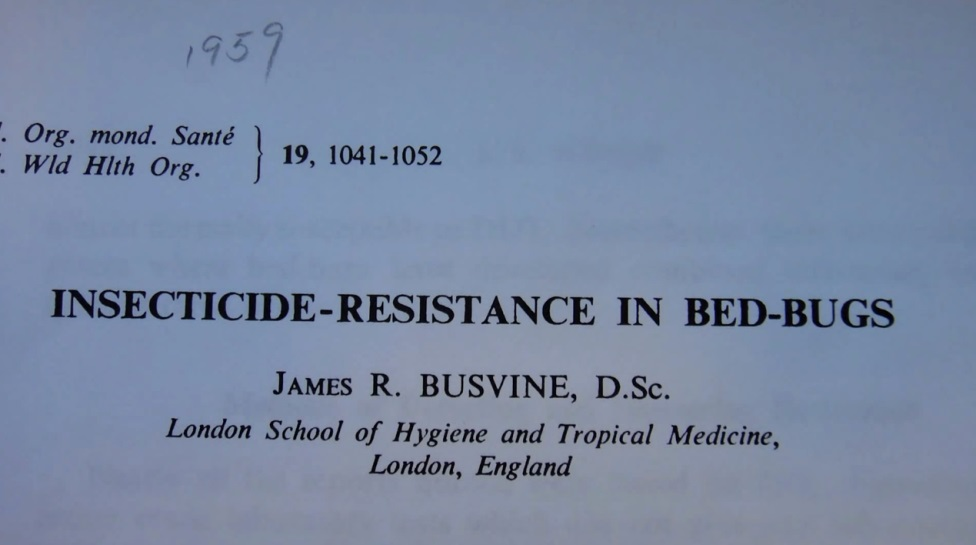 1959
. Org. mond. Santé
. Wld Hlth Org. } 19, 1041-1052
INSECTICIDE-RESISTANCE IN BED-BUGS
JAMES R. BUSVINE, D.Sc.
London School of Hygiene and Tropical Medicine,
London, England